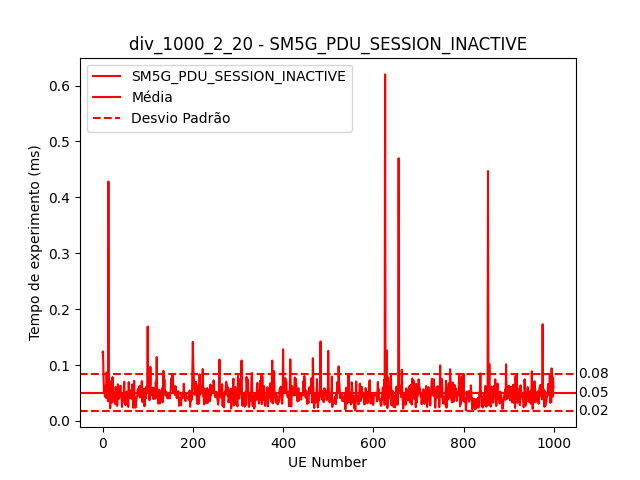 div_1000_2_20 - SM5G_PDU_SESSION_INACTIVE
SM5G_PDU_SESSION_INACTIVE
Média
Desvio Padrão
Tempo de experimento (ms)
0.6
0.5
0.4
0.3
0.2
0.1
0.0
0.08
0.05
0.02
0 200 400 600 800 1000
UE Number